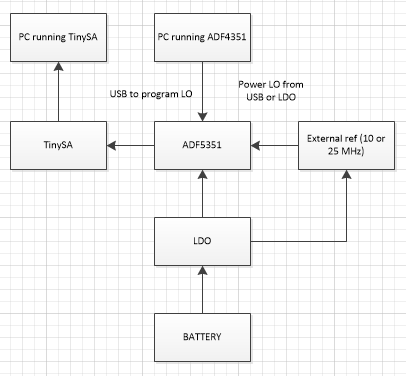 PC running TinySA
PC running ADF4351
USB to program LO
Power LO from
USB or LDO
TinySA
ADF5351
External ref (10 or
25 MHz)
LDO
BATTERY